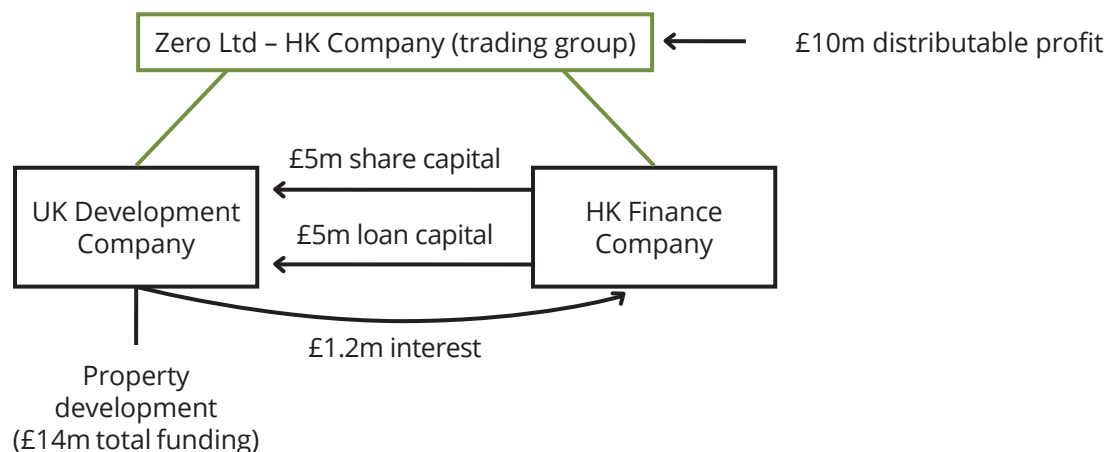 Zero Ltd – HK Company (trading group)
£10m distributable profit
£5m share capital
UK Development
Company
HK Finance
Company
£5m loan capital
£1.2m interest
Property
development
(£14m total funding)